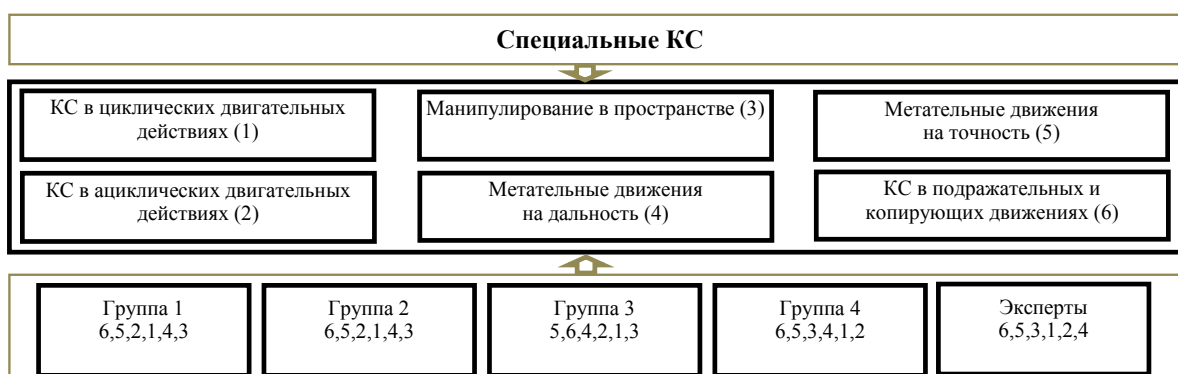 Специальные КС
КС в циклических двигательных
действиях (1)
Манипулирование в пространстве (3)
Метательные движения
на точность (5)
КС в ациклических двигательных
действиях (2)
Метательные движения
на дальность (4)
КС в подражательных и
копирующих движениях (6)
Группа 1
6,5,2,1,4,3
Группа 2
6,5,2,1,4,3
Группа 3
5,6,4,2,1,3
Группа 4
6,5,3,4,1,2
Эксперты
6,5,3,1,2,4